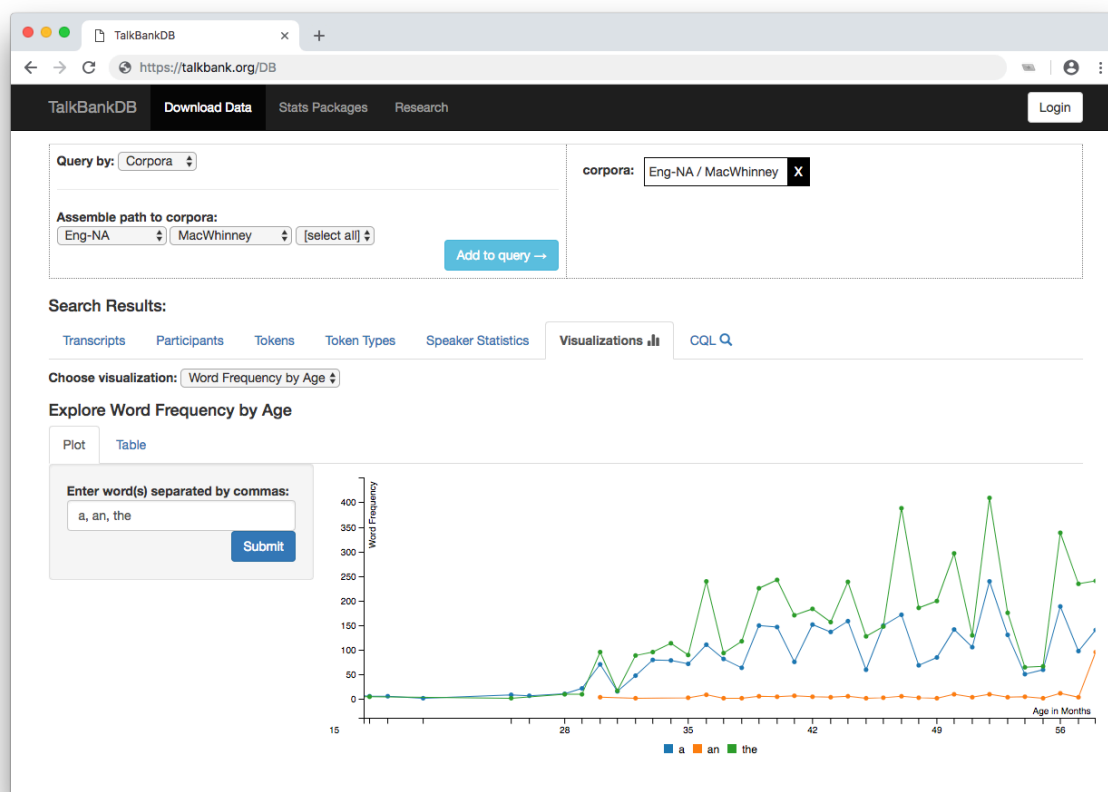 TalkBankDB
https://talkbank.org/DB
TalkBankDB Download Data Stats Packages Research Login
Query by: Corpora
corpora: Eng-NA / MacWhinney X
Assemble path to corpora:
Eng-NA MacWhinney [select all]
Add to query →
Search Results:
Transcripts Participants Tokens Token Types Speaker Statistics Visualizations CQL
Choose visualization: Word Frequency by Age
Explore Word Frequency by Age
Plot Table
Enter word(s) separated by commas:
a, an, the
Submit
Word Frequency
400
350
300
250
200
150
100
50
0
Age in Months
15 28 35 42 49 56
a an the